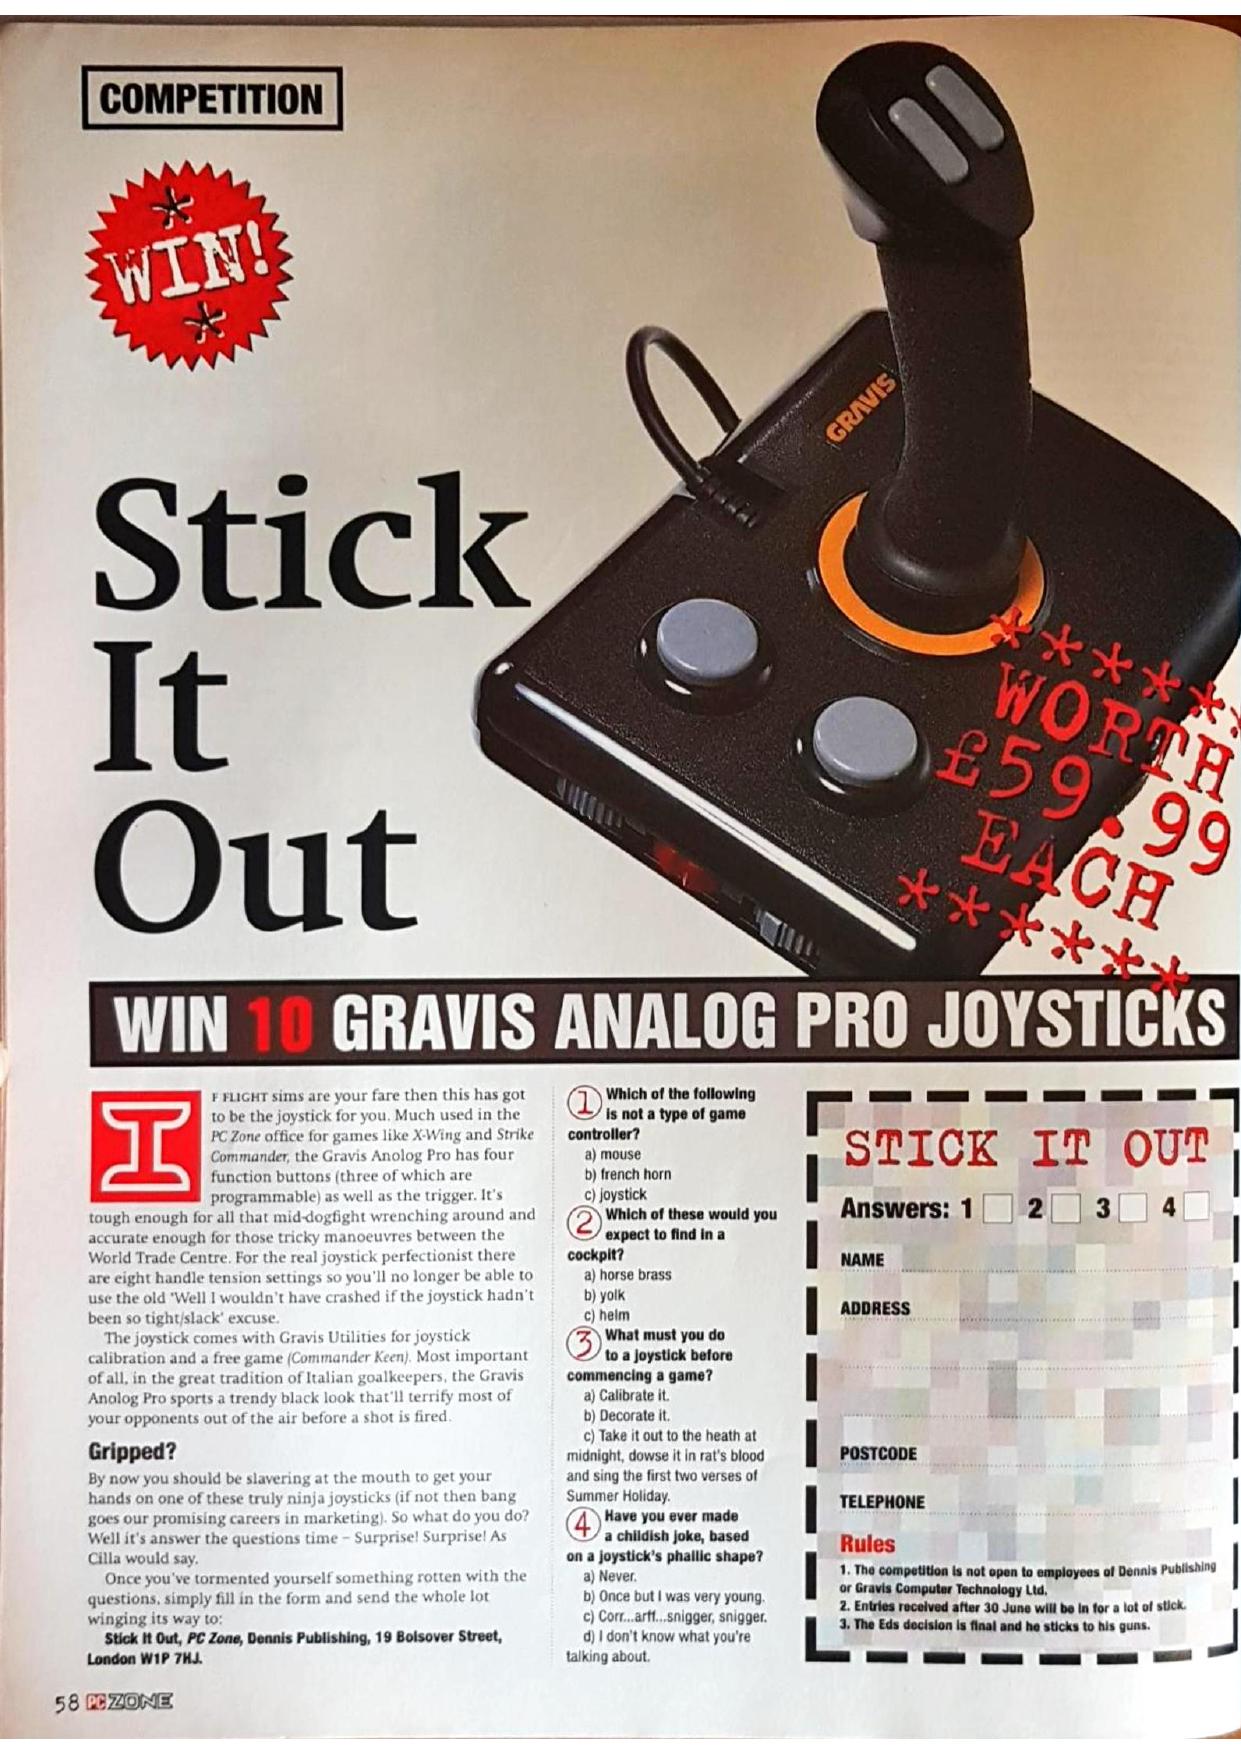 COMPETITION
WIN!
GRAVIS
Stick
It
Out
WORTH
£59.99
EACH
WIN 10 GRAVIS ANALOG PRO JOYSTICKS
IF FLIGHT sims are your fare then this has got
to be the joystick for you. Much used in the
PC Zone office for games like X-Wing and Strike
Commander, the Gravis Anolog Pro has four
function buttons (three of which are
programmable) as well as the trigger. It's
tough enough for all that mid-dogfight wrenching around and
accurate enough for those tricky manoeuvres between the
World Trade Centre. For the real joystick perfectionist there
are eight handle tension settings so you'll no longer be able to
use the old 'Well I wouldn't have crashed if the joystick hadn't
been so tight/slack' excuse.
The joystick comes with Gravis Utilities for joystick
calibration and a free game (Commander Keen). Most important
of all, in the great tradition of Italian goalkeepers, the Gravis
Anolog Pro sports a trendy black look that'll terrify most of
your opponents out of the air before a shot is fired.
Gripped?
By now you should be slavering at the mouth to get your
hands on one of these truly ninja joysticks (if not then bang
goes our promising careers in marketing). So what do you do?
Well it's answer the questions time – Surprise! Surprise! As
Cilla would say.
Once you've tormented yourself something rotten with the
questions, simply fill in the form and send the whole lot
winging its way to:
Stick It Out, PC Zone, Dennis Publishing, 19 Bolsover Street,
London W1P 7HJ.
1 Which of the following
is not a type of game
controller?
a) mouse
b) french horn
c) joystick
2 Which of these would you
expect to find in a
cockpit?
a) horse brass
b) yolk
c) helm
3 What must you do
to a joystick before
commencing a game?
a) Calibrate it.
b) Decorate it.
c) Take it out to the heath at
midnight, dowse it in rat's blood
and sing the first two verses of
Summer Holiday.
4 Have you ever made
a childish joke, based
on a joystick's phallic shape?
a) Never.
b) Once but I was very young.
c) Corr...arff...snigger, snigger.
d) I don't know what you're
talking about.
STICK IT OUT
Answers: 1 2 3 4
NAME
ADDRESS
POSTCODE
TELEPHONE
Rules
1. The competition is not open to employees of Dennis Publishing
or Gravis Computer Technology Ltd.
2. Entries received after 30 June will be in for a lot of stick.
3. The Eds decision is final and he sticks to his guns.
58 PC ZONE